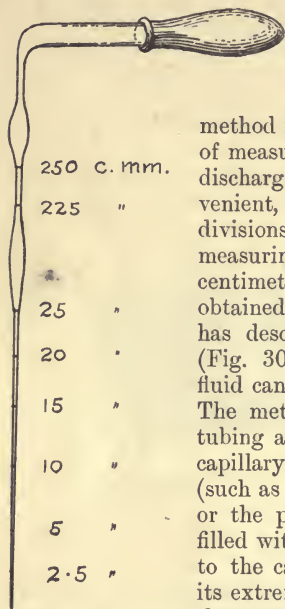 250 c.mm.
225 "
25 "
20 "
15 "
10 "
5 "
2·5 "
method
of measu
discharg
venient,
divisions
measurin
centimet
obtained
has desc
(Fig. 30
fluid can
The met
tubing a
capillary
(such as
or the p
filled wit
to the ca
its extre